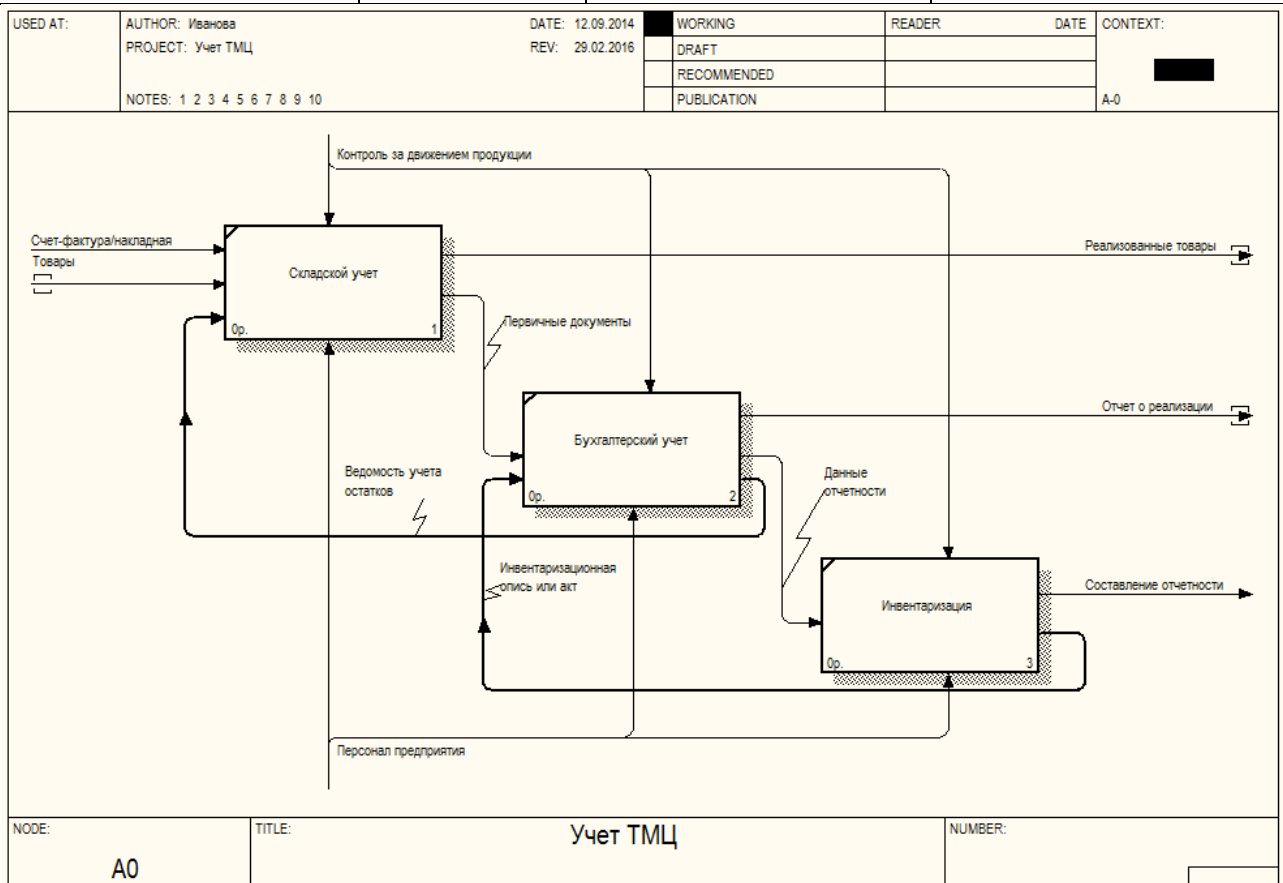 USED AT:
AUTHOR: Иванова
DATE: 12.09.2014
WORKING
READER
DATE
CONTEXT:
PROJECT: Учет ТМЦ
REV: 29.02.2016
DRAFT
RECOMMENDED
NOTES: 1 2 3 4 5 6 7 8 9 10
PUBLICATION
A-0
Контроль за движением продукции
Счет-фактура/накладная
Товары
Складской учет
0р.
1
Реализованные товары
Первичные документы
Отчет о реализации
Бухгалтерский учет
0р.
2
Ведомость учета
остатков
Данные
отчетности
Инвентаризационная
опись или акт
Составление отчетности
Инвентаризация
0р.
3
Персонал предприятия
NODE:
A0
TITLE:
Учет ТМЦ
NUMBER: